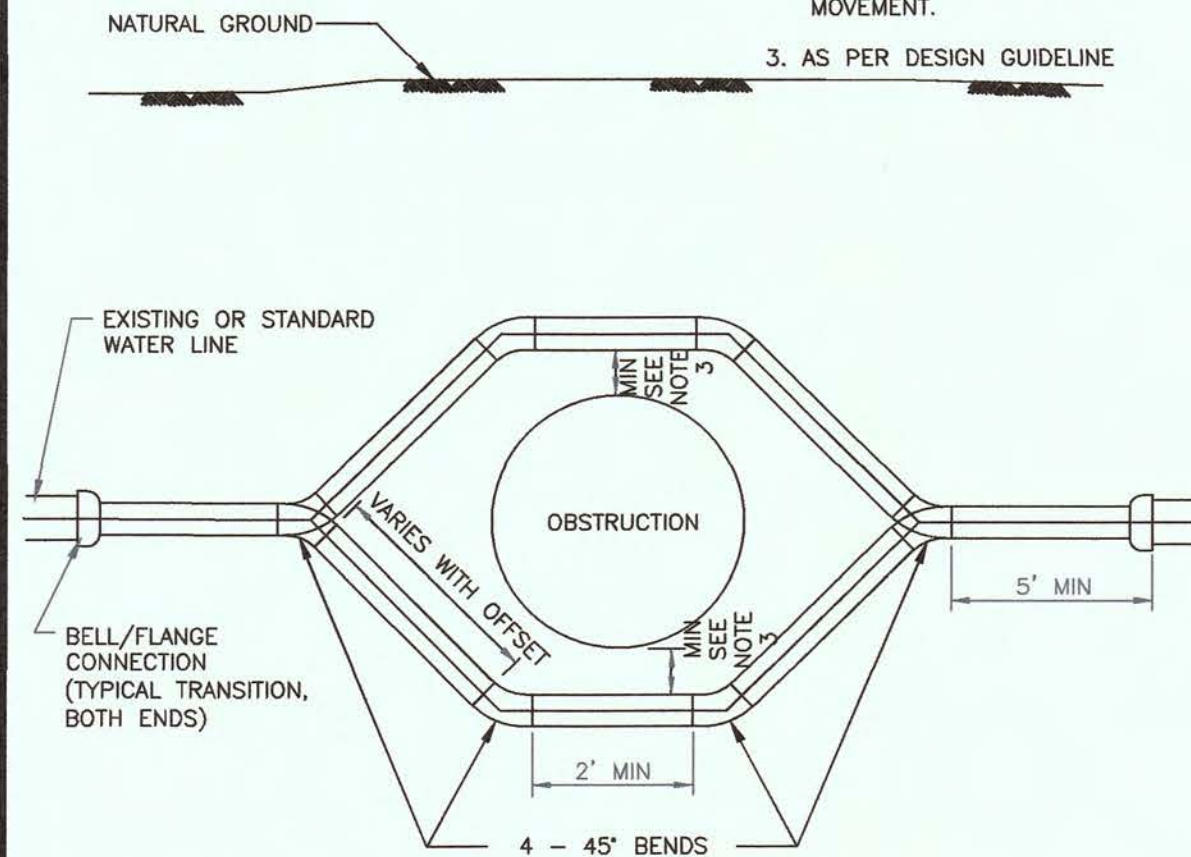 MOVEMENT.
NATURAL GROUND
3. AS PER DESIGN GUIDELINE
EXISTING OR STANDARD
WATER LINE
MIN
SEE
NOTE
3
VARIES WITH OFFSET
OBSTRUCTION
MIN
SEE
NOTE
3
5' MIN
BELL/FLANGE
CONNECTION
(TYPICAL TRANSITION,
BOTH ENDS)
2' MIN
4 – 45° BENDS